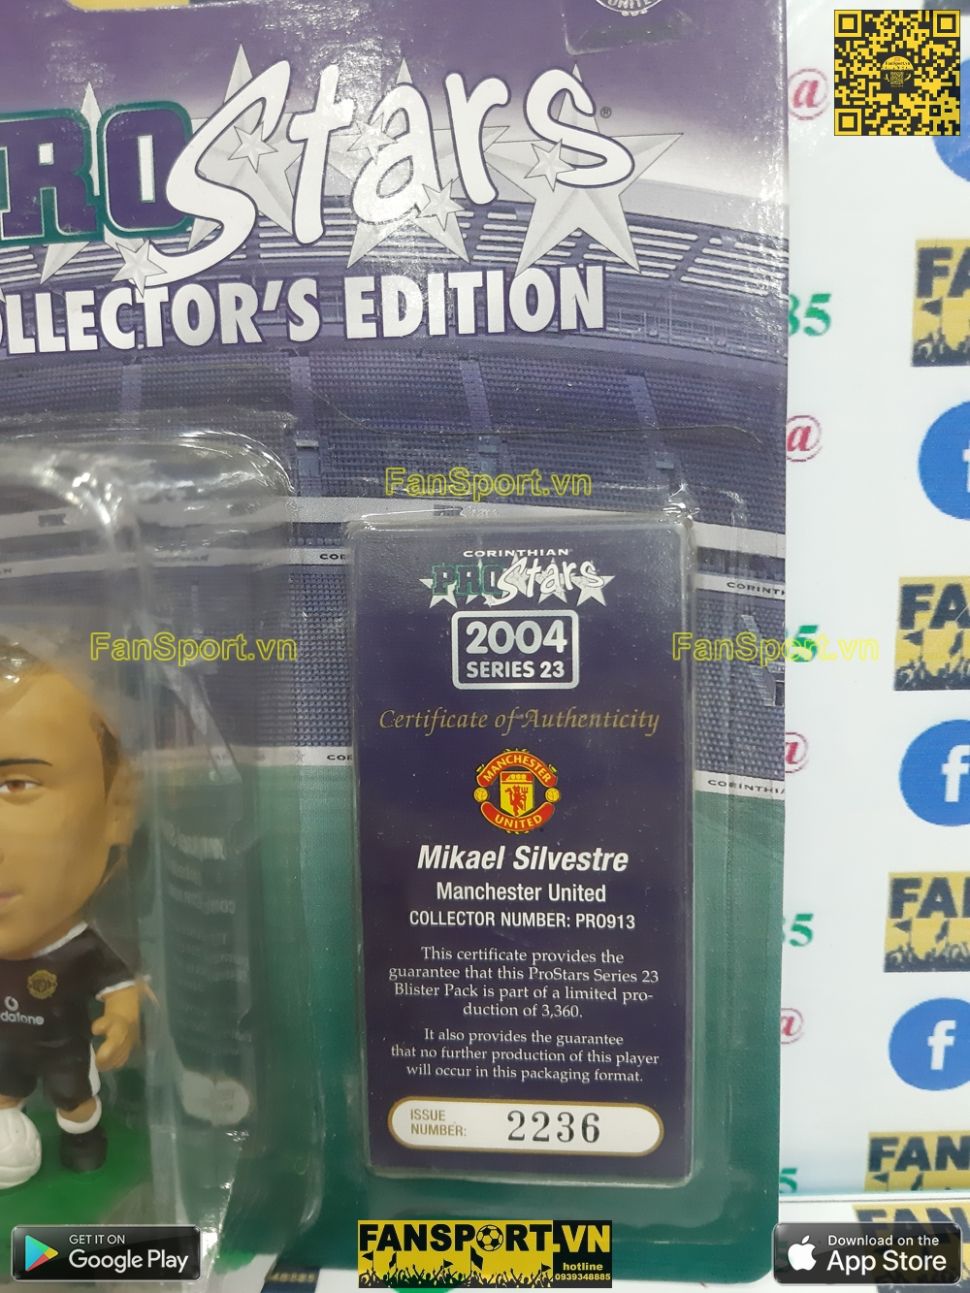 PROStars®
COLLECTOR'S EDITION
FanSport.vn
CORINTHIAN
PROStars
2004
SERIES 23
FanSport.vn
FanSport.vn
Certificate of Authenticity
MANCHESTER
UNITED
Mikael Silvestre
Manchester United
COLLECTOR NUMBER: PRO913
This certificate provides the
guarantee that this ProStars Series 23
Blister Pack is part of a limited pro-
duction of 3,360.
It also provides the guarantee
that no further production of this player
will occur in this packaging format.
ISSUE
NUMBER:
2236
GET IT ON
Google Play
FANSPORT.VN
hotline
0939348885
Download on the
App Store